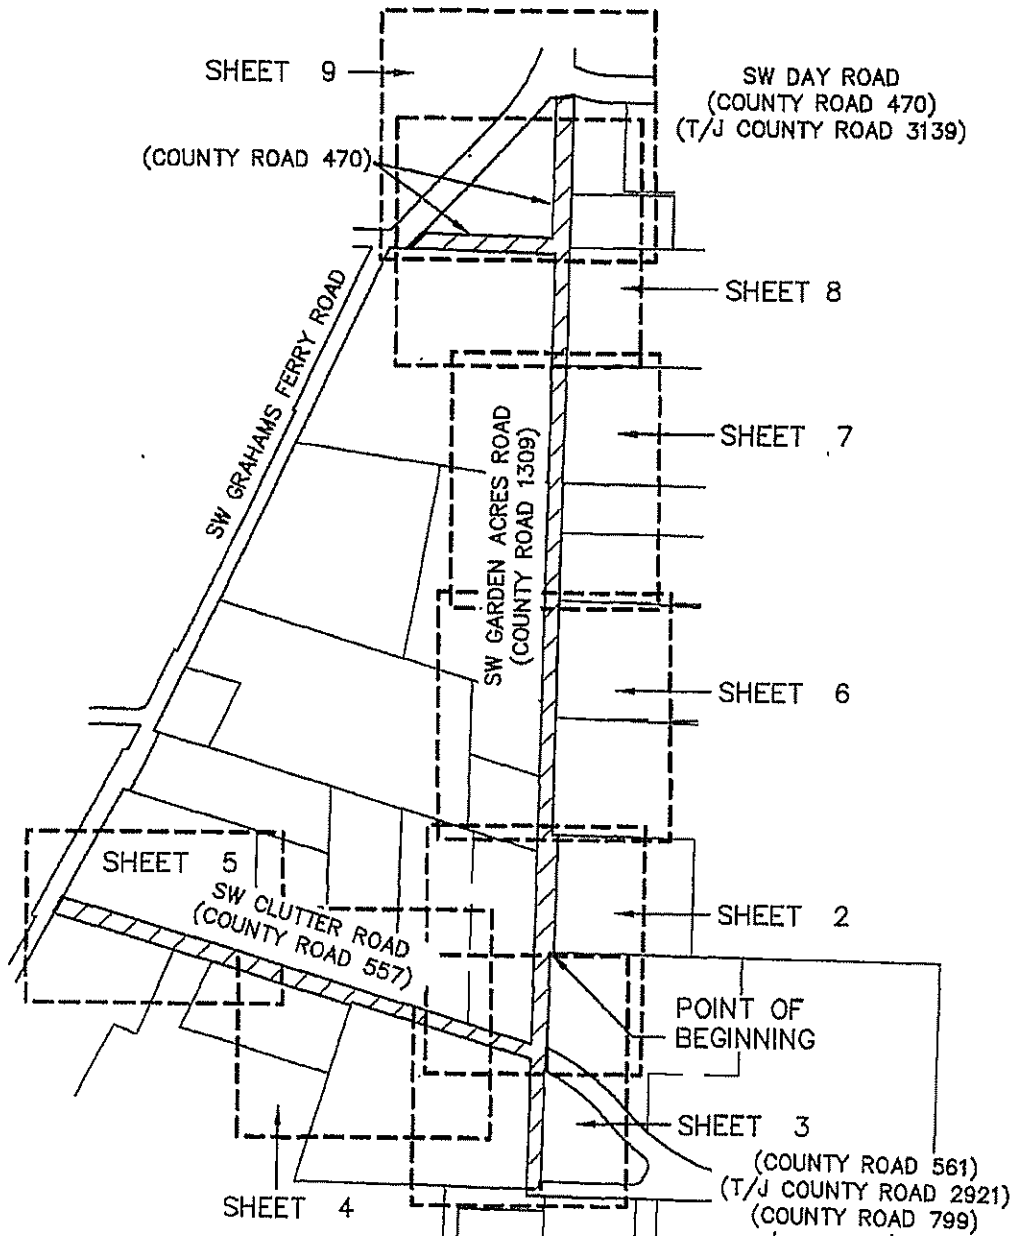 SHEET 9
SW DAY ROAD
(COUNTY ROAD 470)
(T/J COUNTY ROAD 3139)
(COUNTY ROAD 470)
SHEET 8
SW GRAHAMS FERRY ROAD
SW GARDEN ACRES ROAD
(COUNTY ROAD 1309)
SHEET 7
SHEET 6
SHEET 5
SW CLUTTER ROAD
(COUNTY ROAD 557)
SHEET 2
POINT OF
BEGINNING
SHEET 3
SHEET 4
(COUNTY ROAD 561)
(T/J COUNTY ROAD 2921)
(COUNTY ROAD 799)